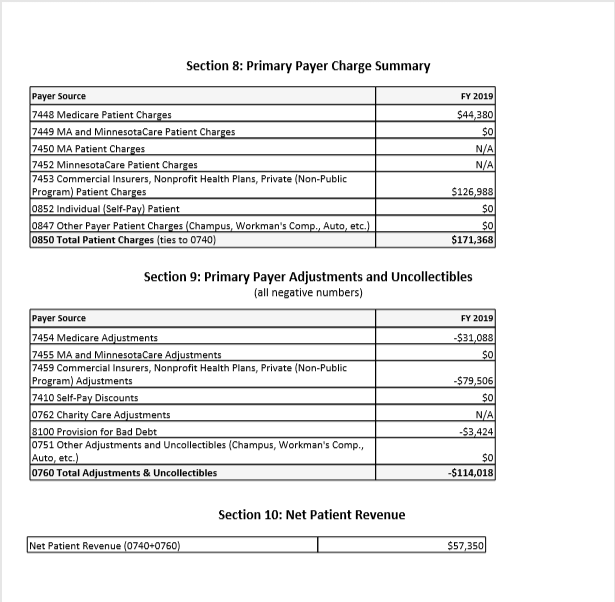 Section 8: Primary Payer Charge Summary
Payer Source FY 2019
7448 Medicare Patient Charges $44,380
7449 MA and MinnesotaCare Patient Charges $0
7450 MA Patient Charges N/A
7452 MinnesotaCare Patient Charges N/A
7453 Commercial Insurers, Nonprofit Health Plans, Private (Non-Public
Program) Patient Charges $126,988
0852 Individual (Self-Pay) Patient $0
0847 Other Payer Patient Charges (Champus, Workman's Comp., Auto, etc.) $0
0850 Total Patient Charges (ties to 0740) $171,368
Section 9: Primary Payer Adjustments and Uncollectibles
(all negative numbers)
Payer Source FY 2019
7454 Medicare Adjustments -$31,088
7455 MA and MinnesotaCare Adjustments $0
7459 Commercial Insurers, Nonprofit Health Plans, Private (Non-Public
Program) Adjustments -$79,506
7410 Self-Pay Discounts $0
0762 Charity Care Adjustments N/A
8100 Provision for Bad Debt -$3,424
0751 Other Adjustments and Uncollectibles (Champus, Workman's Comp.,
Auto, etc.) $0
0760 Total Adjustments & Uncollectibles -$114,018
Section 10: Net Patient Revenue
Net Patient Revenue (0740+0760) $57,350